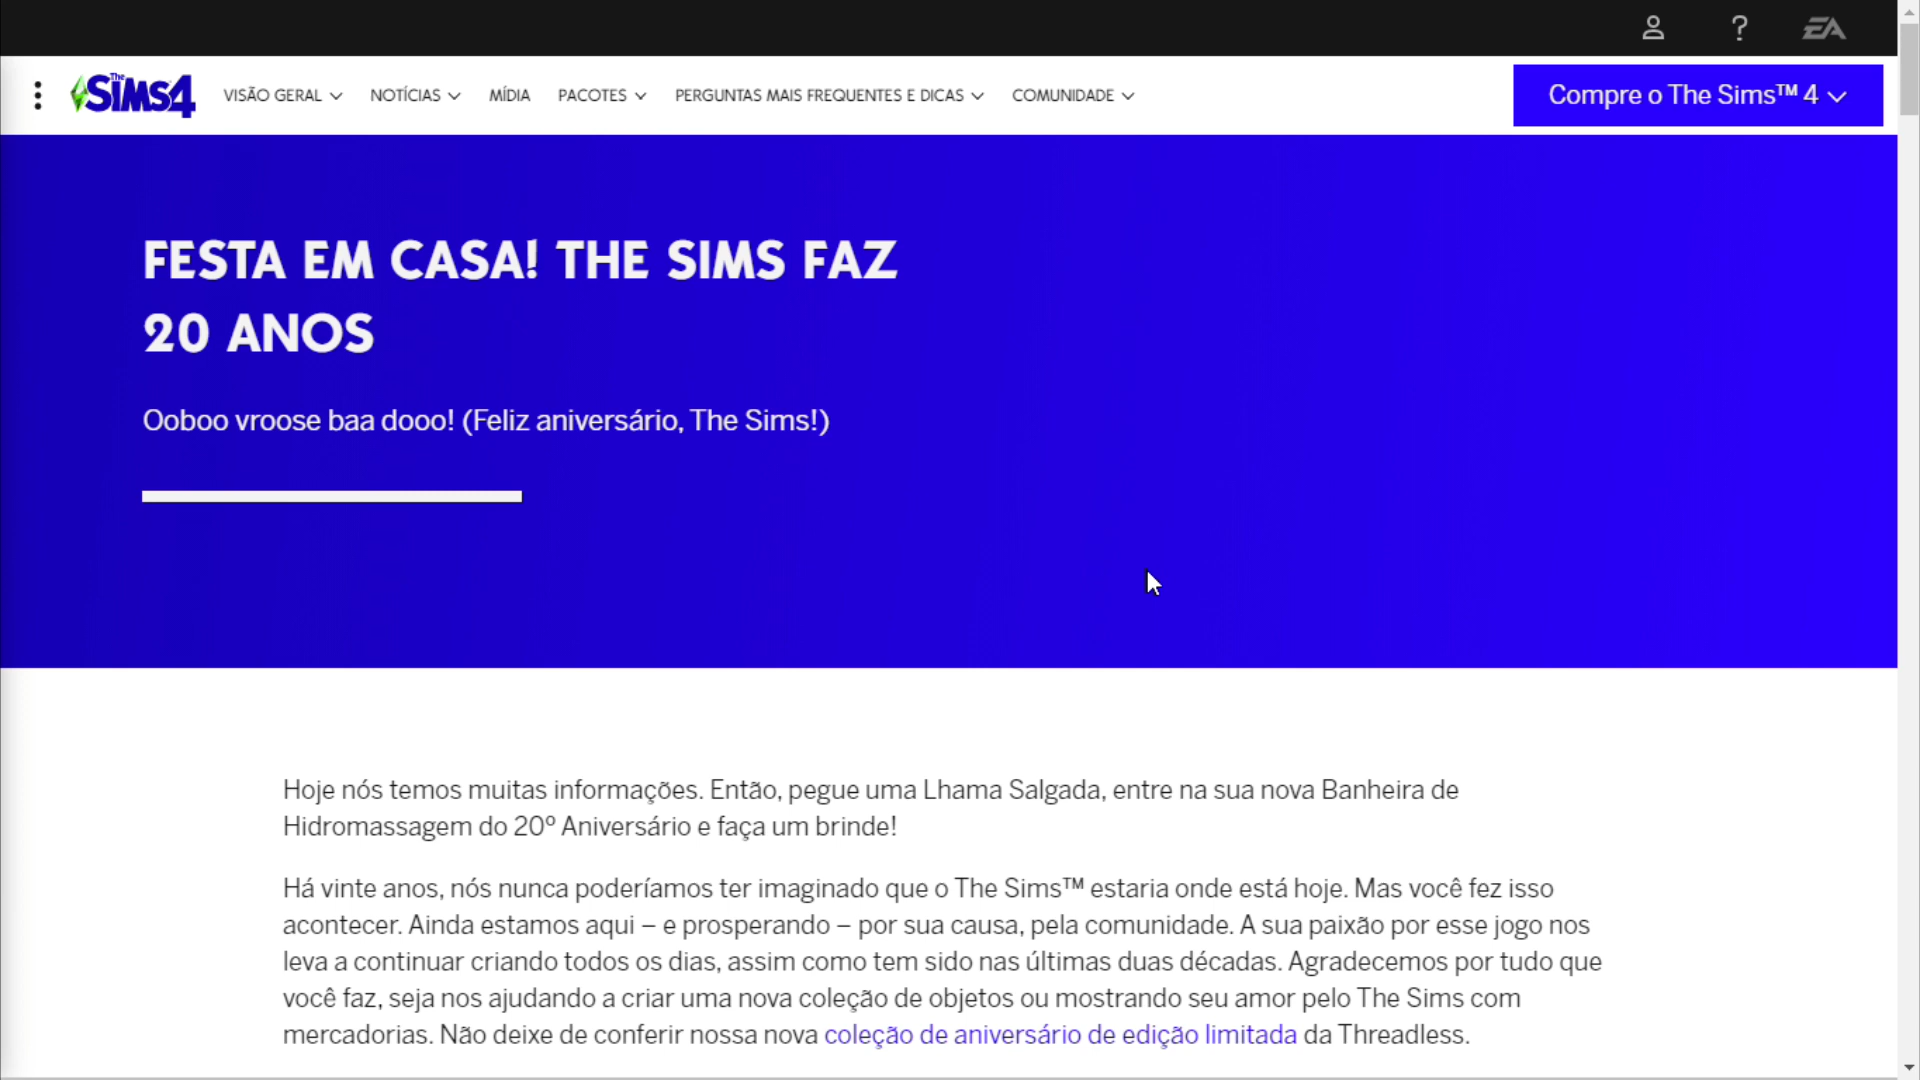 The Sims 4
VISÃO GERAL
NOTÍCIAS
MÍDIA
PACOTES
PERGUNTAS MAIS FREQUENTES E DICAS
COMUNIDADE
Compre o The Sims™ 4
FESTA EM CASA! THE SIMS FAZ
20 ANOS
Ooboo vroose baa dooo! (Feliz aniversário, The Sims!)
Hoje nós temos muitas informações. Então, pegue uma Lhama Salgada, entre na sua nova Banheira de
Hidromassagem do 20º Aniversário e faça um brinde!
Há vinte anos, nós nunca poderíamos ter imaginado que o The Sims™ estaria onde está hoje. Mas você fez isso
acontecer. Ainda estamos aqui – e prosperando – por sua causa, pela comunidade. A sua paixão por esse jogo nos
leva a continuar criando todos os dias, assim como tem sido nas últimas duas décadas. Agradecemos por tudo que
você faz, seja nos ajudando a criar uma nova coleção de objetos ou mostrando seu amor pelo The Sims com
mercadorias. Não deixe de conferir nossa nova coleção de aniversário de edição limitada da Threadless.
? EA